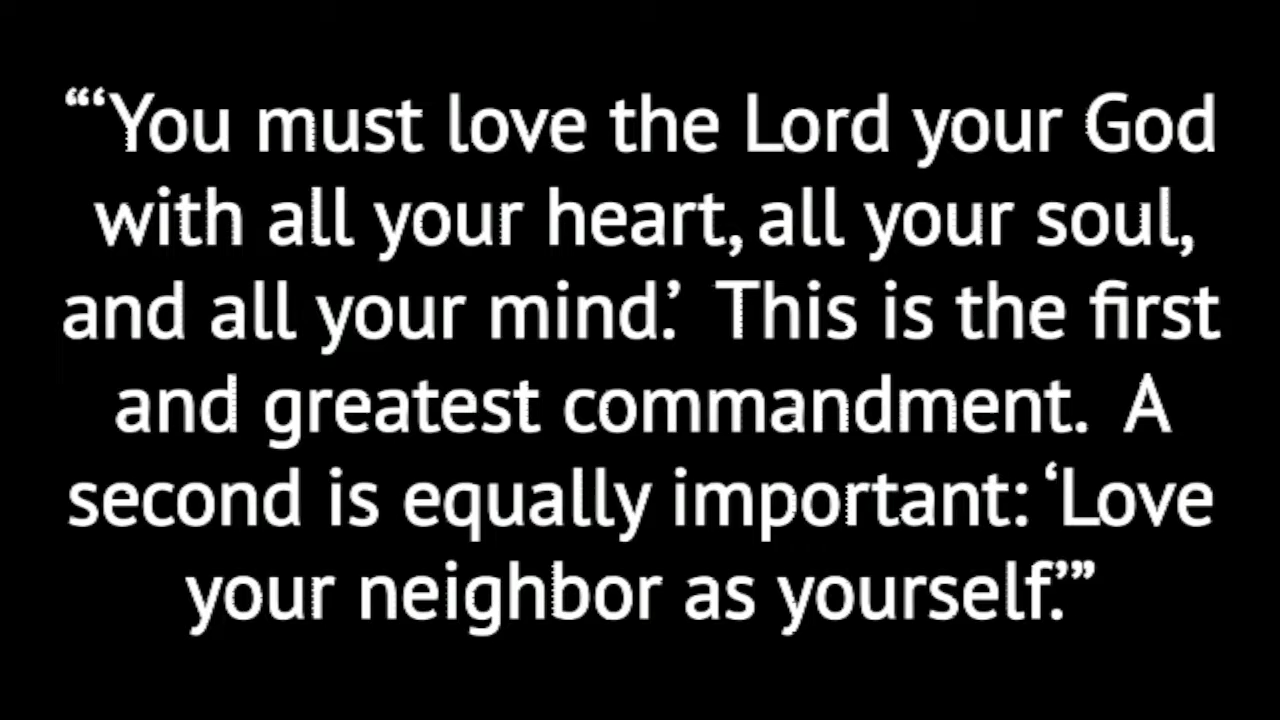 “‘You must love the Lord your God
with all your heart, all your soul,
and all your mind.’  This is the first
and greatest commandment.  A
second is equally important: ‘Love
your neighbor as yourself.’”